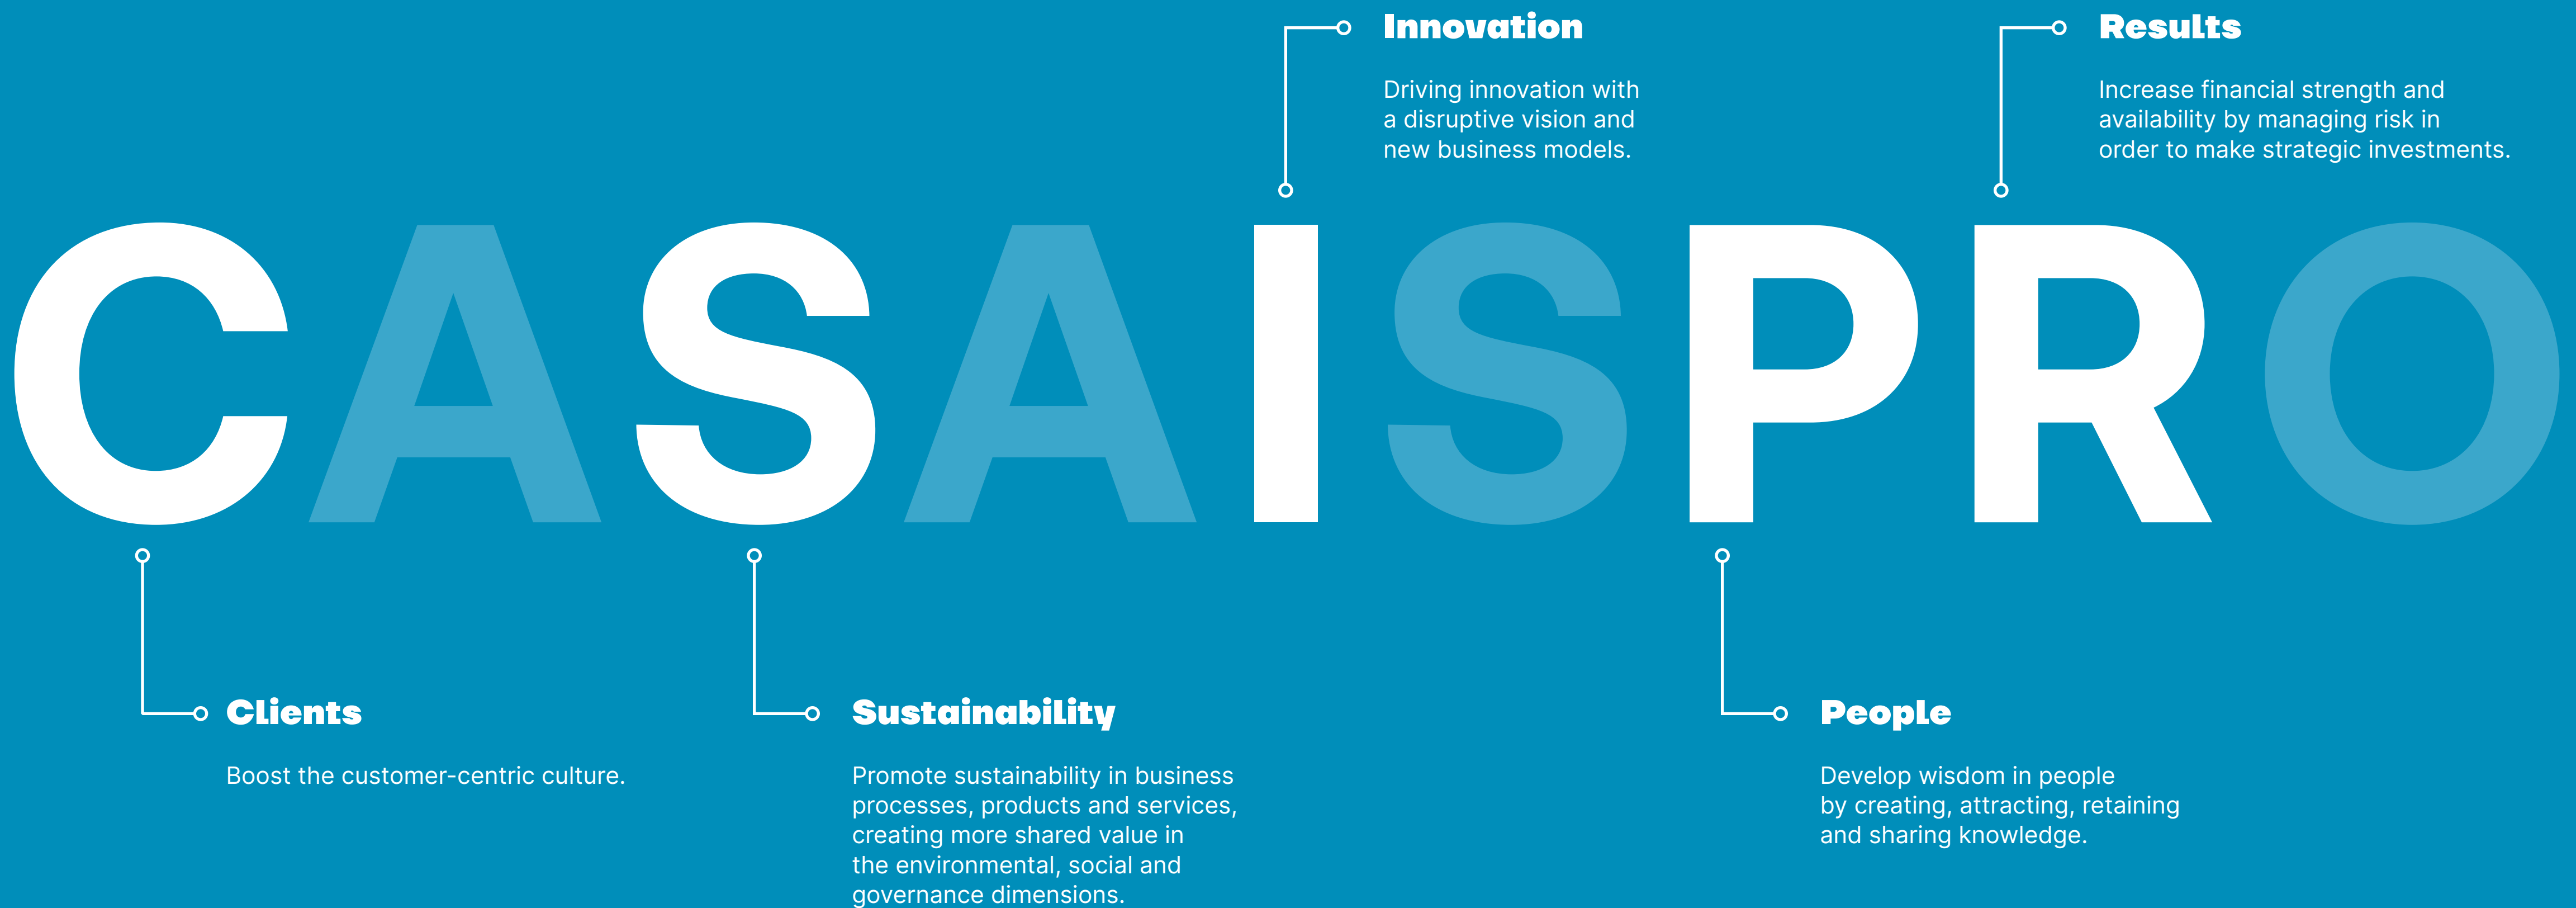 Innovation
Driving innovation with
a disruptive vision and
new business models.
Results
Increase financial strength and
availability by managing risk in
order to make strategic investments.
CASAISPRO
Clients
Boost the customer-centric culture.
Sustainability
Promote sustainability in business
processes, products and services,
creating more shared value in
the environmental, social and
governance dimensions.
People
Develop wisdom in people
by creating, attracting, retaining
and sharing knowledge.